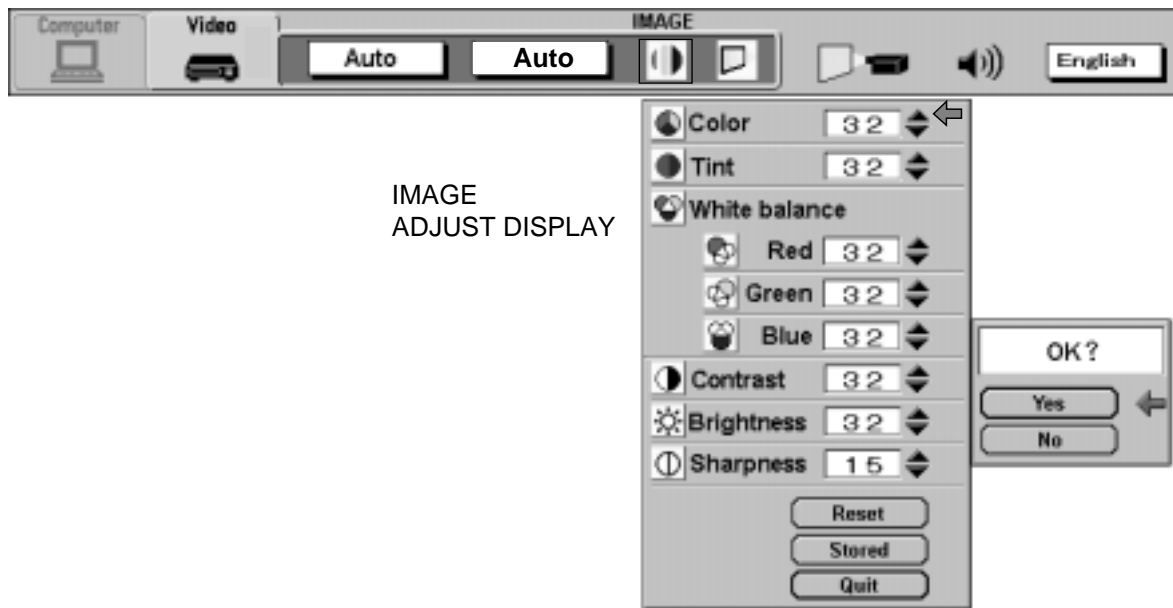 Computer
Video
IMAGE
Auto
Auto
English
IMAGE
ADJUST DISPLAY
Color 32
Tint 32
White balance
Red 32
Green 32
Blue 32
Contrast 32
Brightness 32
Sharpness 15
Reset
Stored
Quit
OK?
Yes
No